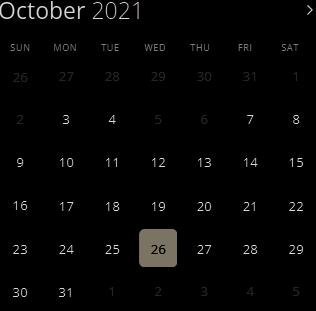 October 2021
SUN MON TUE WED THU FRI SAT
26 27 28 29 30 31 1
2 3 4 5 6 7 8
9 10 11 12 13 14 15
16 17 18 19 20 21 22
23 24 25 26 27 28 29
30 31 1 2 3 4 5